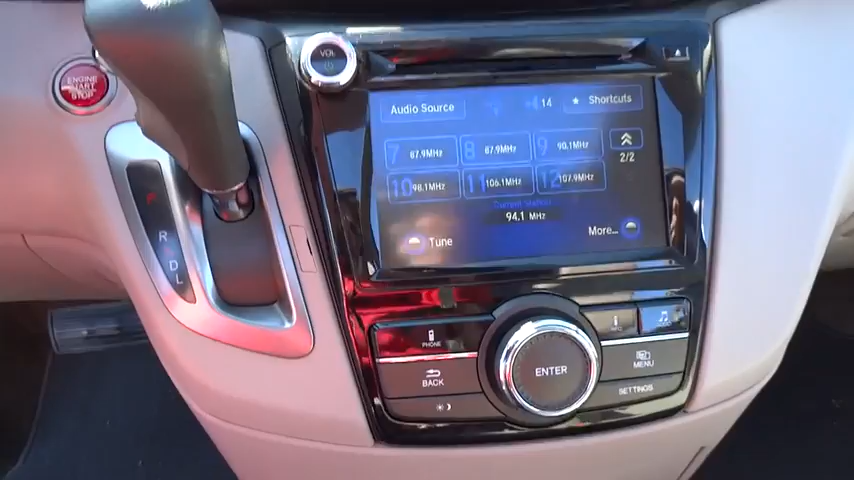 VOL
ENGINE
START
STOP
Audio Source
14
Shortcuts
7 87.9MHz
8 87.9MHz
9 90.1MHz
2/2
10 98.1MHz
11 106.1MHz
12 107.9MHz
Current Station
94.1 MHz
Tune
More...
P
R
D
L
PHONE
BACK
ENTER
MENU
SETTINGS